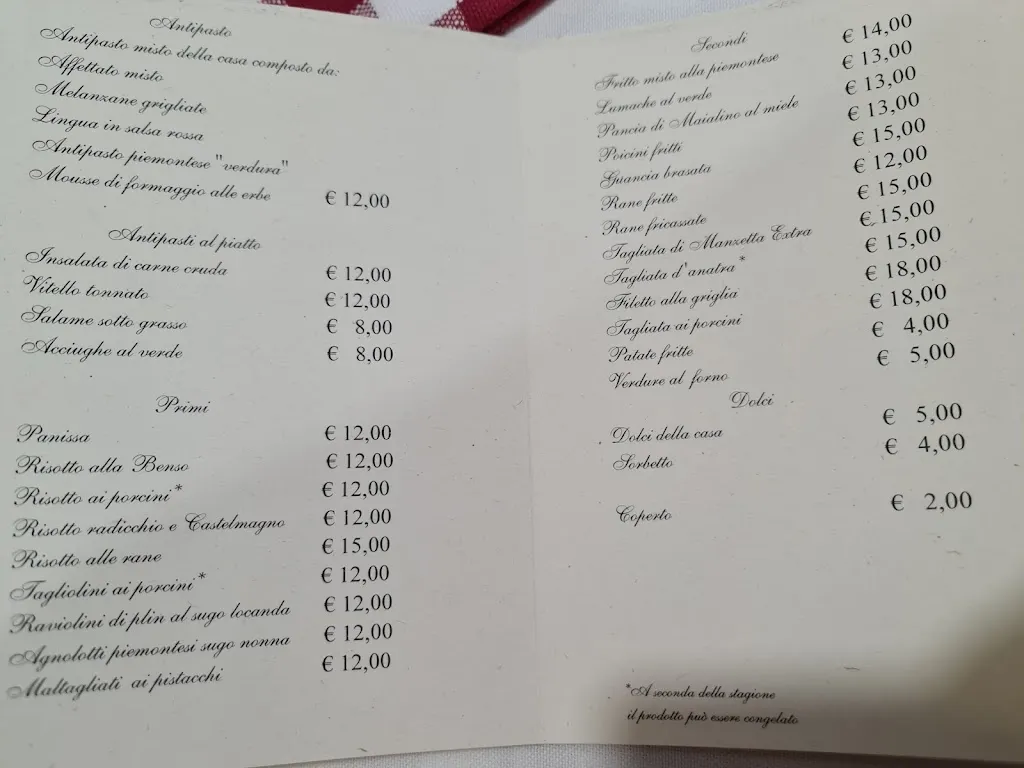 Antipasto
Antipasto misto della casa composto da:
Affettato misto
Melanzane grigliate
Lingua in salsa rossa
Antipasto piemontese "verdura"
Mousse di formaggio alle erbe € 12,00
Antipasti al piatto
Insalata di carne cruda € 12,00
Vitello tonnato € 12,00
Salame sotto grasso € 8,00
Acciughe al verde € 8,00
Primi
Panissa € 12,00
Risotto alla Benso € 12,00
Risotto ai porcini* € 12,00
Risotto radicchio e Castelmagno € 12,00
Risotto alle rane € 15,00
Tagliolini ai porcini* € 12,00
Raviolini di plin al sugo locanda € 12,00
Agnolotti piemontesi sugo nonna € 12,00
Maltagliati ai pistacchi € 12,00
Secondi
Fritto misto alla piemontese € 14,00
Lumache al verde € 13,00
Pancia di Maialino al miele € 13,00
Poicini fritti € 13,00
Guancia brasata € 15,00
Rane fritte € 12,00
Rane fricassate € 15,00
Tagliata di Manzetta Extra € 15,00
Tagliata d'anatra* € 15,00
Filetto alla griglia € 18,00
Tagliata ai porcini € 18,00
Patate fritte € 4,00
Verdure al forno € 5,00
Dolci
Dolci della casa € 5,00
Sorbetto € 4,00
Coperto € 2,00
*A seconda della stagione
il prodotto può essere congelato